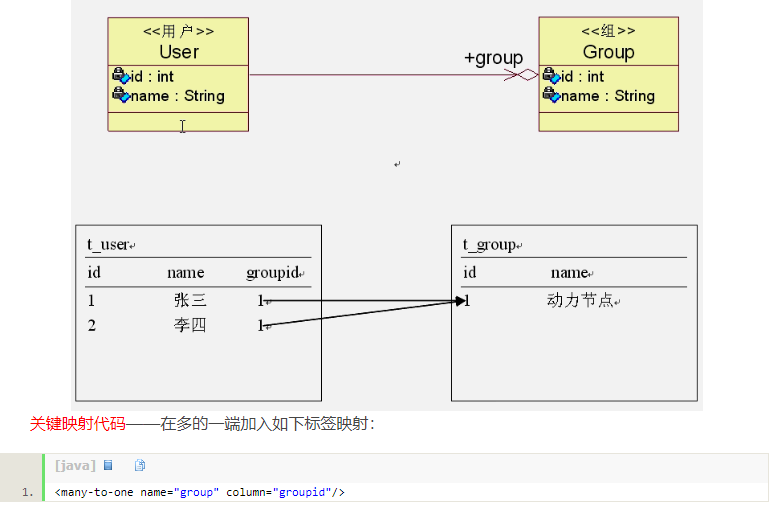 <<用户>>
User
id : int
name : String
+group
<<组>>
Group
id : int
name : String
t_user
id name groupid
1 张三 1
2 李四 1
t_group
id name
1 动力节点
关键映射代码——在多的一端加入如下标签映射：
[java]
1. <many-to-one name="group" column="groupid"/>